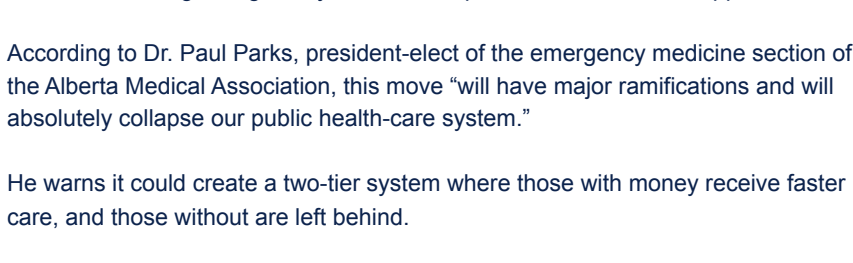 According to Dr. Paul Parks, president-elect of the emergency medicine section of
the Alberta Medical Association, this move “will have major ramifications and will
absolutely collapse our public health-care system.”
He warns it could create a two-tier system where those with money receive faster
care, and those without are left behind.